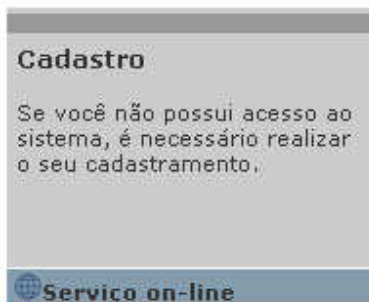 Cadastro
Se você não possui acesso ao
sistema, é necessário realizar
o seu cadastramento.
Serviço on-line